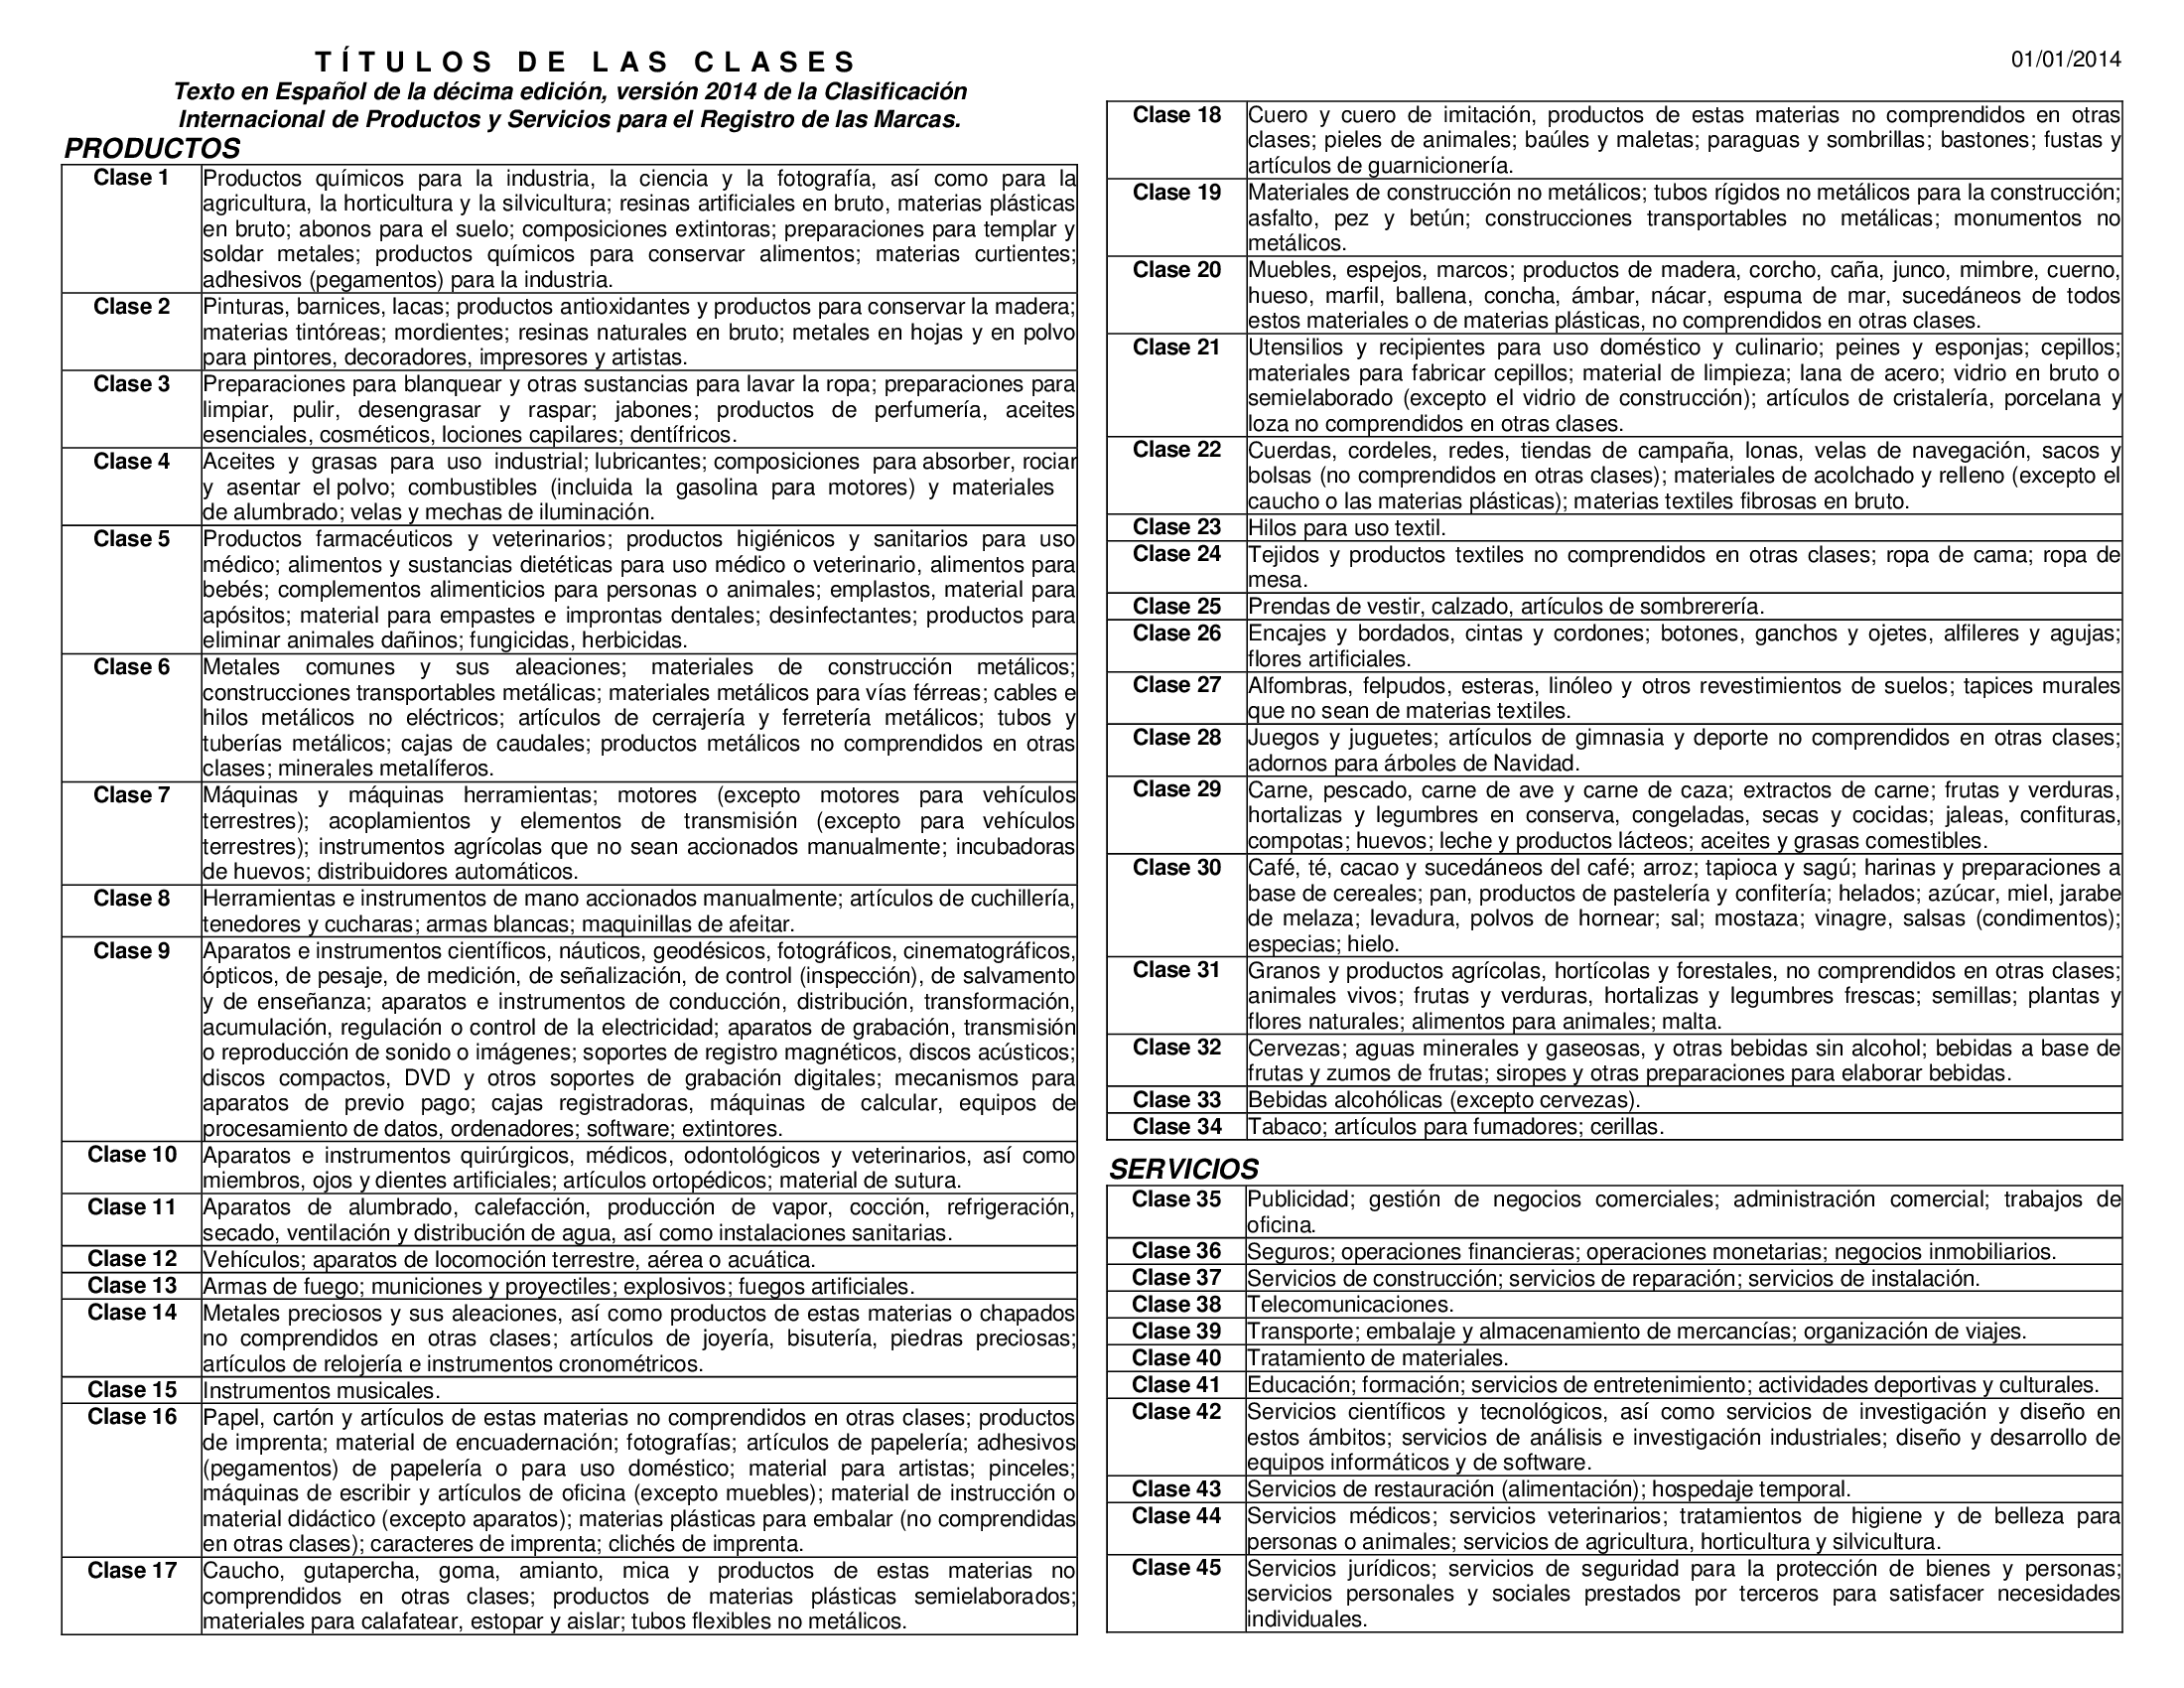 TÍTULOS DE LAS CLASES
Texto en Español de la décima edición, versión 2014 de la Clasificación
Internacional de Productos y Servicios para el Registro de las Marcas.
PRODUCTOS
Clase 1 Productos químicos para la industria, la ciencia y la fotografía, así como para la
agricultura, la horticultura y la silvicultura; resinas artificiales en bruto, materias plásticas
en bruto; abonos para el suelo; composiciones extintoras; preparaciones para templar y
soldar metales; productos químicos para conservar alimentos; materias curtientes;
adhesivos (pegamentos) para la industria.
Clase 2 Pinturas, barnices, lacas; productos antioxidantes y productos para conservar la madera;
materias tintóreas; mordientes; resinas naturales en bruto; metales en hojas y en polvo
para pintores, decoradores, impresores y artistas.
Clase 3 Preparaciones para blanquear y otras sustancias para lavar la ropa; preparaciones para
limpiar, pulir, desengrasar y raspar; jabones; productos de perfumería, aceites
esenciales, cosméticos, lociones capilares; dentífricos.
Clase 4 Aceites y grasas para uso industrial; lubricantes; composiciones para absorber, rociar
y asentar el polvo; combustibles (incluida la gasolina para motores) y materiales
de alumbrado; velas y mechas de iluminación.
Clase 5 Productos farmacéuticos y veterinarios; productos higiénicos y sanitarios para uso
médico; alimentos y sustancias dietéticas para uso médico o veterinario, alimentos para
bebés; complementos alimenticios para personas o animales; emplastos, material para
apósitos; material para empastes e improntas dentales; desinfectantes; productos para
eliminar animales dañinos; fungicidas, herbicidas.
Clase 6 Metales comunes y sus aleaciones; materiales de construcción metálicos;
construcciones transportables metálicas; materiales metálicos para vías férreas; cables e
hilos metálicos no eléctricos; artículos de cerrajería y ferretería metálicos; tubos y
tuberías metálicos; cajas de caudales; productos metálicos no comprendidos en otras
clases; minerales metalíferos.
Clase 7 Máquinas y máquinas herramientas; motores (excepto motores para vehículos
terrestres); acoplamientos y elementos de transmisión (excepto para vehículos
terrestres); instrumentos agrícolas que no sean accionados manualmente; incubadoras
de huevos; distribuidores automáticos.
Clase 8 Herramientas e instrumentos de mano accionados manualmente; artículos de cuchillería,
tenedores y cucharas; armas blancas; maquinillas de afeitar.
Clase 9 Aparatos e instrumentos científicos, náuticos, geodésicos, fotográficos, cinematográficos,
ópticos, de pesaje, de medición, de señalización, de control (inspección), de salvamento
y de enseñanza; aparatos e instrumentos de conducción, distribución, transformación,
acumulación, regulación o control de la electricidad; aparatos de grabación, transmisión
o reproducción de sonido o imágenes; soportes de registro magnéticos, discos acústicos;
discos compactos, DVD y otros soportes de grabación digitales; mecanismos para
aparatos de previo pago; cajas registradoras, máquinas de calcular, equipos de
procesamiento de datos, ordenadores; software; extintores.
Clase 10 Aparatos e instrumentos quirúrgicos, médicos, odontológicos y veterinarios, así como
miembros, ojos y dientes artificiales; artículos ortopédicos; material de sutura.
Clase 11 Aparatos de alumbrado, calefacción, producción de vapor, cocción, refrigeración,
secado, ventilación y distribución de agua, así como instalaciones sanitarias.
Clase 12 Vehículos; aparatos de locomoción terrestre, aérea o acuática.
Clase 13 Armas de fuego; municiones y proyectiles; explosivos; fuegos artificiales.
Clase 14 Metales preciosos y sus aleaciones, así como productos de estas materias o chapados
no comprendidos en otras clases; artículos de joyería, bisutería, piedras preciosas;
artículos de relojería e instrumentos cronométricos.
Clase 15 Instrumentos musicales.
Clase 16 Papel, cartón y artículos de estas materias no comprendidos en otras clases; productos
de imprenta; material de encuadernación; fotografías; artículos de papelería; adhesivos
(pegamentos) de papelería o para uso doméstico; material para artistas; pinceles;
máquinas de escribir y artículos de oficina (excepto muebles); material de instrucción o
material didáctico (excepto aparatos); materias plásticas para embalar (no comprendidas
en otras clases); caracteres de imprenta; clichés de imprenta.
Clase 17 Caucho, gutapercha, goma, amianto, mica y productos de estas materias no
comprendidos en otras clases; productos de materias plásticas semielaborados;
materiales para calafatear, estopar y aislar; tubos flexibles no metálicos.
01/01/2014
Clase 18 Cuero y cuero de imitación, productos de estas materias no comprendidos en otras
clases; pieles de animales; baúles y maletas; paraguas y sombrillas; bastones; fustas y
artículos de guarnicionería.
Clase 19 Materiales de construcción no metálicos; tubos rígidos no metálicos para la construcción;
asfalto, pez y betún; construcciones transportables no metálicas; monumentos no
metálicos.
Clase 20 Muebles, espejos, marcos; productos de madera, corcho, caña, junco, mimbre, cuerno,
hueso, marfil, ballena, concha, ámbar, nácar, espuma de mar, sucedáneos de todos
estos materiales o de materias plásticas, no comprendidos en otras clases.
Clase 21 Utensilios y recipientes para uso doméstico y culinario; peines y esponjas; cepillos;
materiales para fabricar cepillos; material de limpieza; lana de acero; vidrio en bruto o
semielaborado (excepto el vidrio de construcción); artículos de cristalería, porcelana y
loza no comprendidos en otras clases.
Clase 22 Cuerdas, cordeles, redes, tiendas de campaña, lonas, velas de navegación, sacos y
bolsas (no comprendidos en otras clases); materiales de acolchado y relleno (excepto el
caucho o las materias plásticas); materias textiles fibrosas en bruto.
Clase 23 Hilos para uso textil.
Clase 24 Tejidos y productos textiles no comprendidos en otras clases; ropa de cama; ropa de
mesa.
Clase 25 Prendas de vestir, calzado, artículos de sombrerería.
Clase 26 Encajes y bordados, cintas y cordones; botones, ganchos y ojetes, alfileres y agujas;
flores artificiales.
Clase 27 Alfombras, felpudos, esteras, linóleo y otros revestimientos de suelos; tapices murales
que no sean de materias textiles.
Clase 28 Juegos y juguetes; artículos de gimnasia y deporte no comprendidos en otras clases;
adornos para árboles de Navidad.
Clase 29 Carne, pescado, carne de ave y carne de caza; extractos de carne; frutas y verduras,
hortalizas y legumbres en conserva, congeladas, secas y cocidas; jaleas, confituras,
compotas; huevos; leche y productos lácteos; aceites y grasas comestibles.
Clase 30 Café, té, cacao y sucedáneos del café; arroz; tapioca y sagú; harinas y preparaciones a
base de cereales; pan, productos de pastelería y confitería; helados; azúcar, miel, jarabe
de melaza; levadura, polvos de hornear; sal; mostaza; vinagre, salsas (condimentos);
especias; hielo.
Clase 31 Granos y productos agrícolas, hortícolas y forestales, no comprendidos en otras clases;
animales vivos; frutas y verduras, hortalizas y legumbres frescas; semillas; plantas y
flores naturales; alimentos para animales; malta.
Clase 32 Cervezas; aguas minerales y gaseosas, y otras bebidas sin alcohol; bebidas a base de
frutas y zumos de frutas; siropes y otras preparaciones para elaborar bebidas.
Clase 33 Bebidas alcohólicas (excepto cervezas).
Clase 34 Tabaco; artículos para fumadores; cerillas.
SERVICIOS
Clase 35 Publicidad; gestión de negocios comerciales; administración comercial; trabajos de
oficina.
Clase 36 Seguros; operaciones financieras; operaciones monetarias; negocios inmobiliarios.
Clase 37 Servicios de construcción; servicios de reparación; servicios de instalación.
Clase 38 Telecomunicaciones.
Clase 39 Transporte; embalaje y almacenamiento de mercancías; organización de viajes.
Clase 40 Tratamiento de materiales.
Clase 41 Educación; formación; servicios de entretenimiento; actividades deportivas y culturales.
Clase 42 Servicios científicos y tecnológicos, así como servicios de investigación y diseño en
estos ámbitos; servicios de análisis e investigación industriales; diseño y desarrollo de
equipos informáticos y de software.
Clase 43 Servicios de restauración (alimentación); hospedaje temporal.
Clase 44 Servicios médicos; servicios veterinarios; tratamientos de higiene y de belleza para
personas o animales; servicios de agricultura, horticultura y silvicultura.
Clase 45 Servicios jurídicos; servicios de seguridad para la protección de bienes y personas;
servicios personales y sociales prestados por terceros para satisfacer necesidades
individuales.